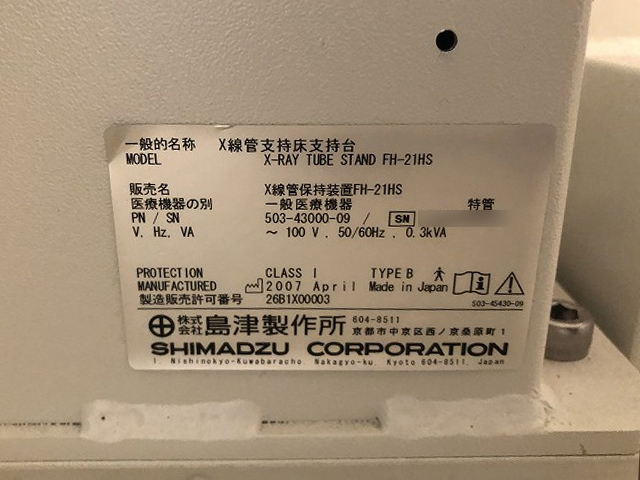 一般的名称 X線管支持床支持台
MODEL X-RAY TUBE STAND FH-21HS
販売名 X線管保持装置FH-21HS
医療機器の別 一般医療機器 特管
PN / SN 503-43000-09 / SN
V, Hz, VA ～ 100 V , 50/60Hz , 0.3kVA
PROTECTION CLASS I TYPE B
MANUFACTURED 2007 April Made in Japan
製造販売許可番号 26B1X00003 503-45430-09
株式会社 島津製作所 604-8511
京都市中京区西ノ京桑原町1
SHIMADZU CORPORATION
1, Nishinokyo-Kuwabaracho, Nakagyo-ku, Kyoto 604-8511, Japan